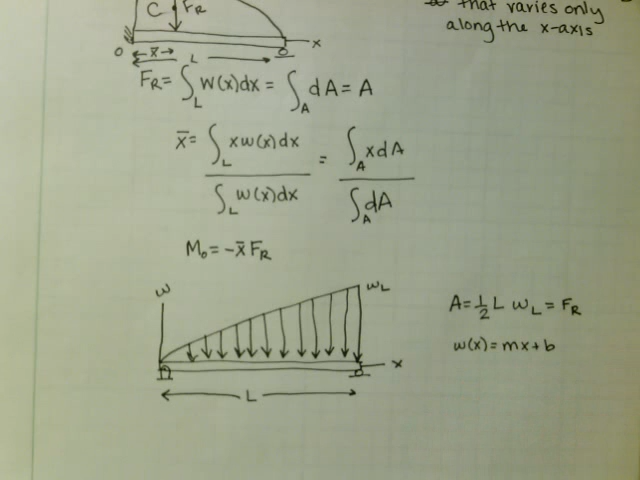 that varies only
along the x-axis
C F_R
O x̄ L x
F_R = ∫_L w(x)dx = ∫_A dA = A
x̄ = ∫_L xw(x)dx / ∫_L w(x)dx = ∫_A xdA / ∫_A dA
M_o = -x̄ F_R
w w_L
A = 1/2 L w_L = F_R
w(x) = mx + b
x
L